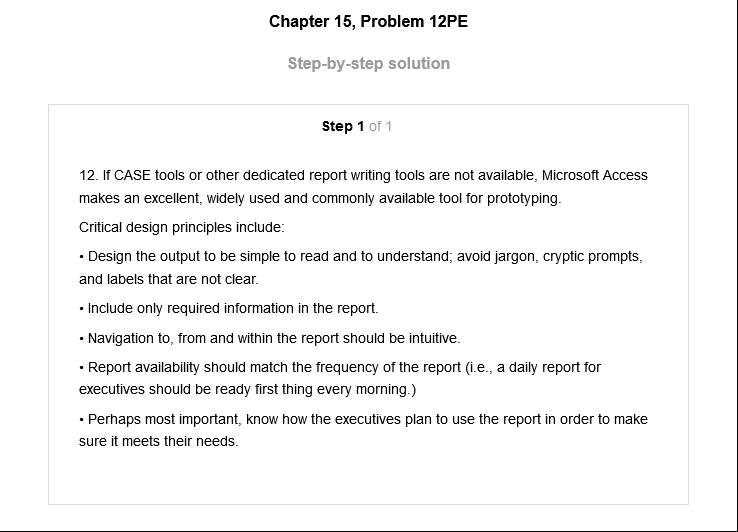 Chapter 15, Problem 12PE
Step-by-step solution
Step 1 of 1
12. If CASE tools or other dedicated report writing tools are not available, Microsoft Access
makes an excellent, widely used and commonly available tool for prototyping.
Critical design principles include:
• Design the output to be simple to read and to understand; avoid jargon, cryptic prompts,
and labels that are not clear.
• Include only required information in the report.
• Navigation to, from and within the report should be intuitive.
• Report availability should match the frequency of the report (i.e., a daily report for
executives should be ready first thing every morning.)
• Perhaps most important, know how the executives plan to use the report in order to make
sure it meets their needs.